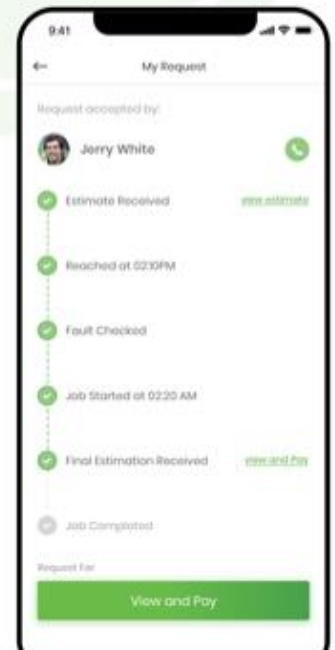 9:41
My Request
Request accepted by:
Jerry White
Estimate Received view estimate
Reached at 02:10PM
Fault Checked
Job Started at 02:20 AM
Final Estimation Received view and Pay
Job Completed
Request For
View and Pay